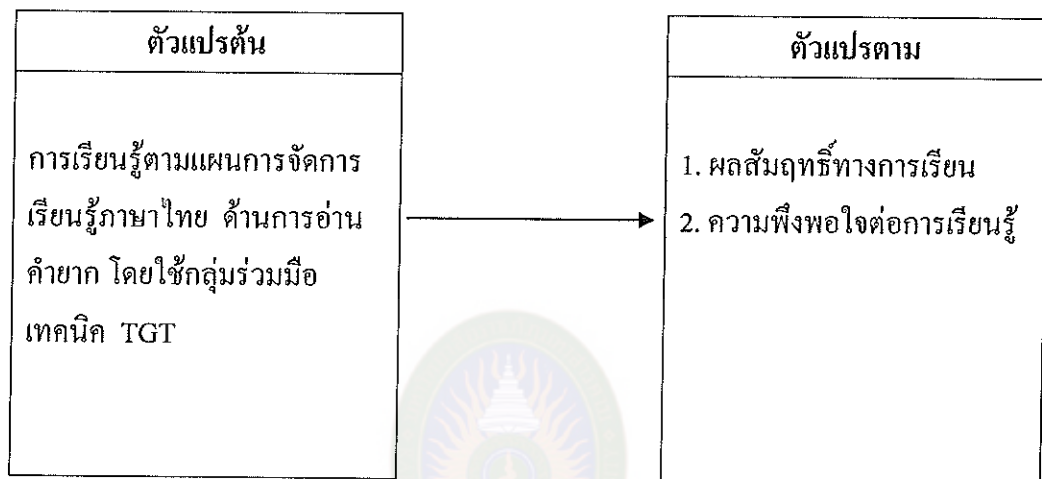 ตัวแปรต้น
การเรียนรู้ตามแผนการจัดการ
เรียนรู้ภาษาไทย ด้านการอ่าน
คำยาก โดยใช้กลุ่มร่วมมือ
เทคนิค TGT
ตัวแปรตาม
1. ผลสัมฤทธิ์ทางการเรียน
2. ความพึงพอใจต่อการเรียนรู้